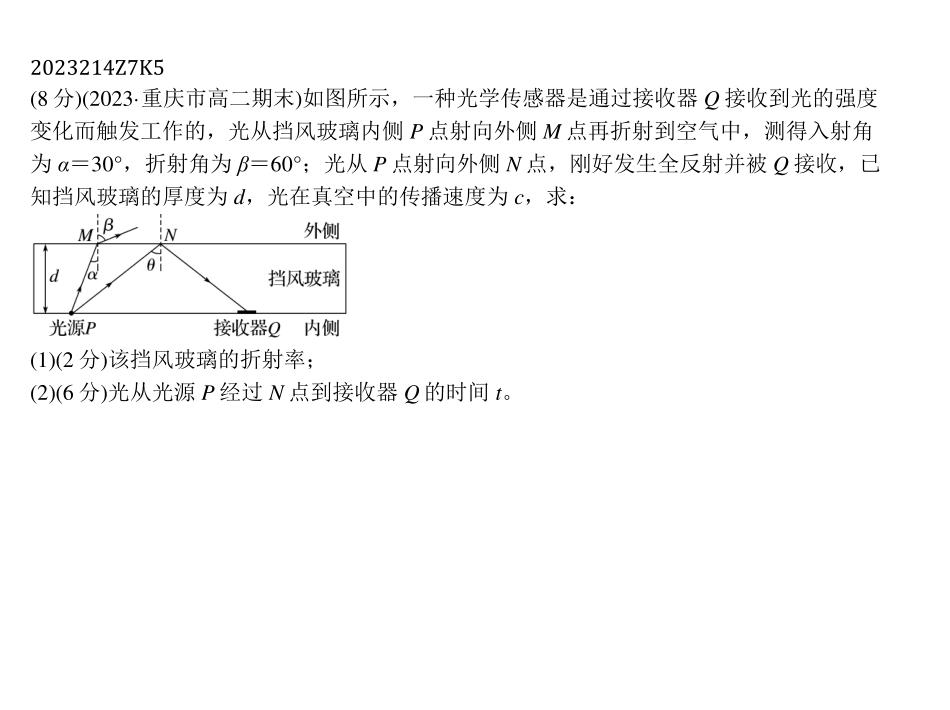 2023214Z7K5
(8 分)(2023·重庆市高二期末)如图所示，一种光学传感器是通过接收器 Q 接收到光的强度
变化而触发工作的，光从挡风玻璃内侧 P 点射向外侧 M 点再折射到空气中，测得入射角
为 α＝30°，折射角为 β＝60°；光从 P 点射向外侧 N 点，刚好发生全反射并被 Q 接收，已
知挡风玻璃的厚度为 d，光在真空中的传播速度为 c，求：
M β N 外侧
d α θ 挡风玻璃
光源P 接收器Q 内侧
(1)(2 分)该挡风玻璃的折射率；
(2)(6 分)光从光源 P 经过 N 点到接收器 Q 的时间 t。